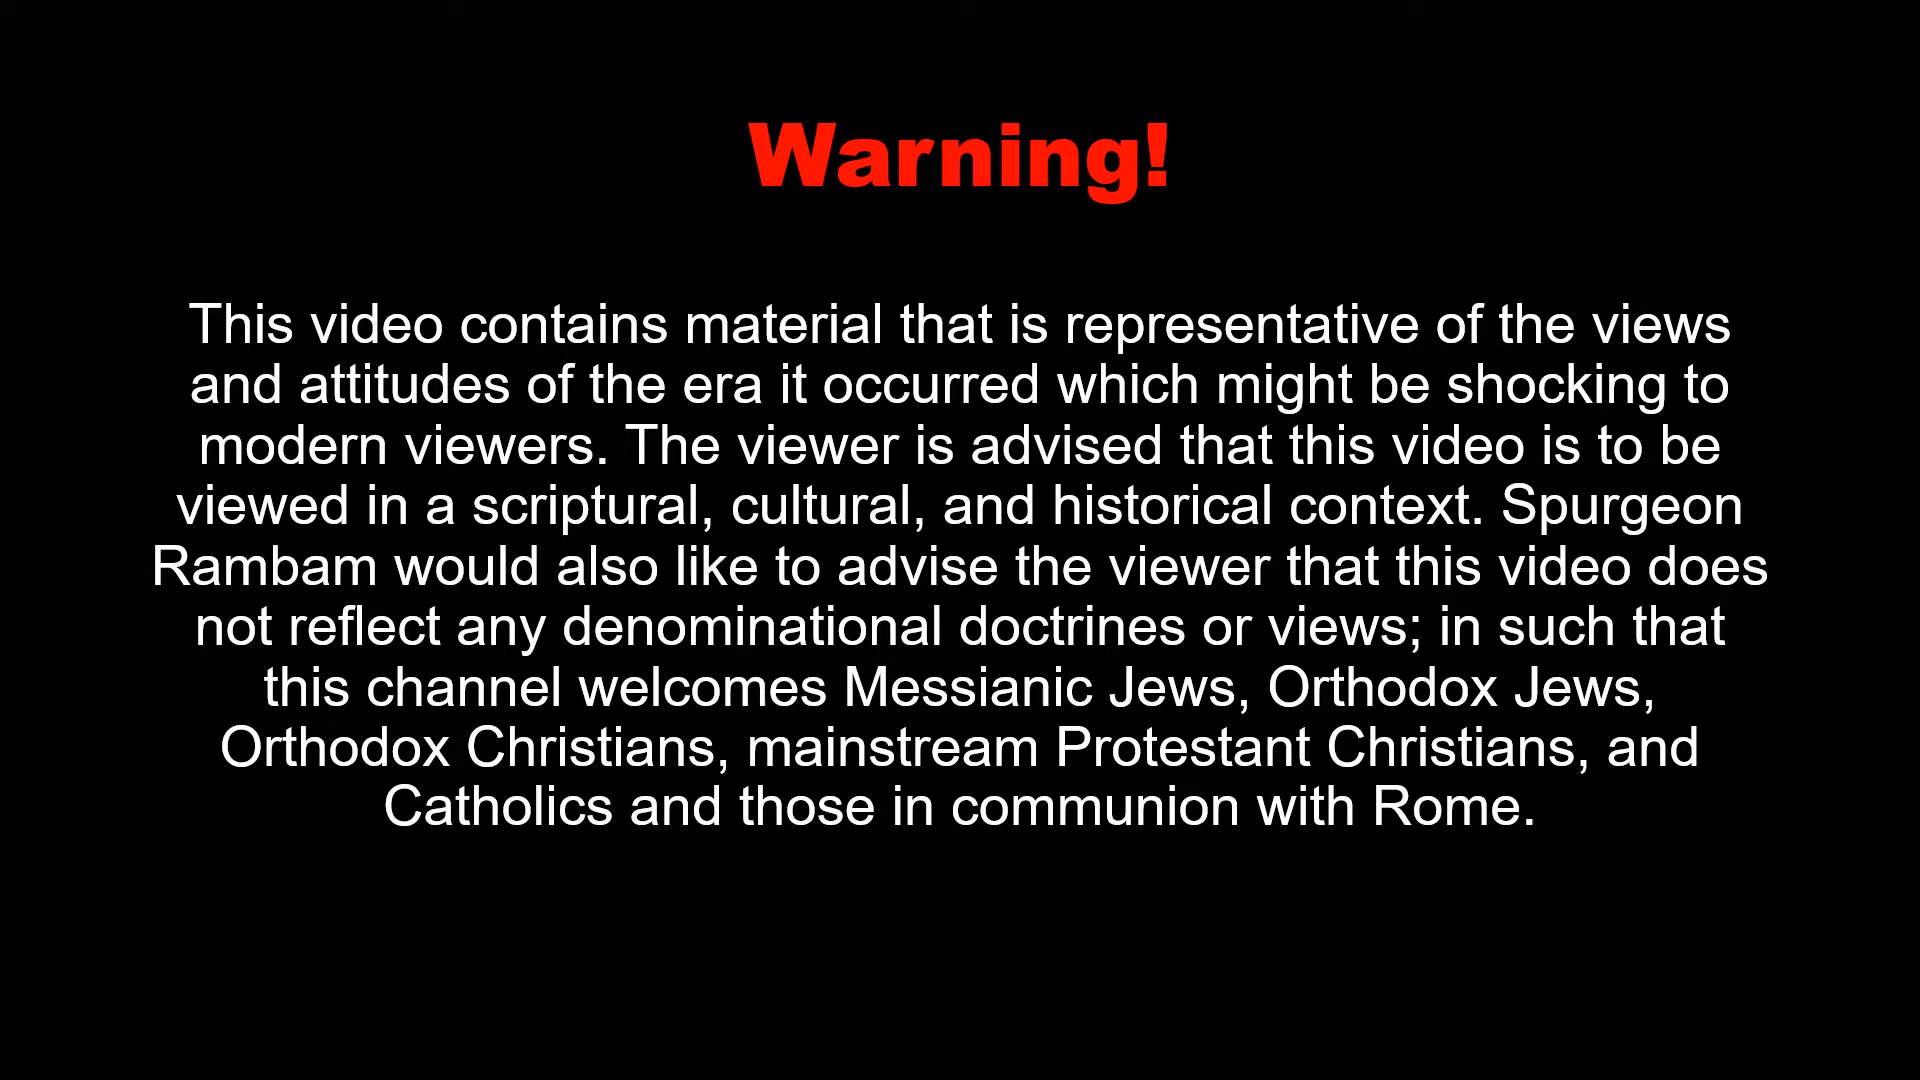 Warning!
This video contains material that is representative of the views
and attitudes of the era it occurred which might be shocking to
modern viewers. The viewer is advised that this video is to be
viewed in a scriptural, cultural, and historical context. Spurgeon
Rambam would also like to advise the viewer that this video does
not reflect any denominational doctrines or views; in such that
this channel welcomes Messianic Jews, Orthodox Jews,
Orthodox Christians, mainstream Protestant Christians, and
Catholics and those in communion with Rome.